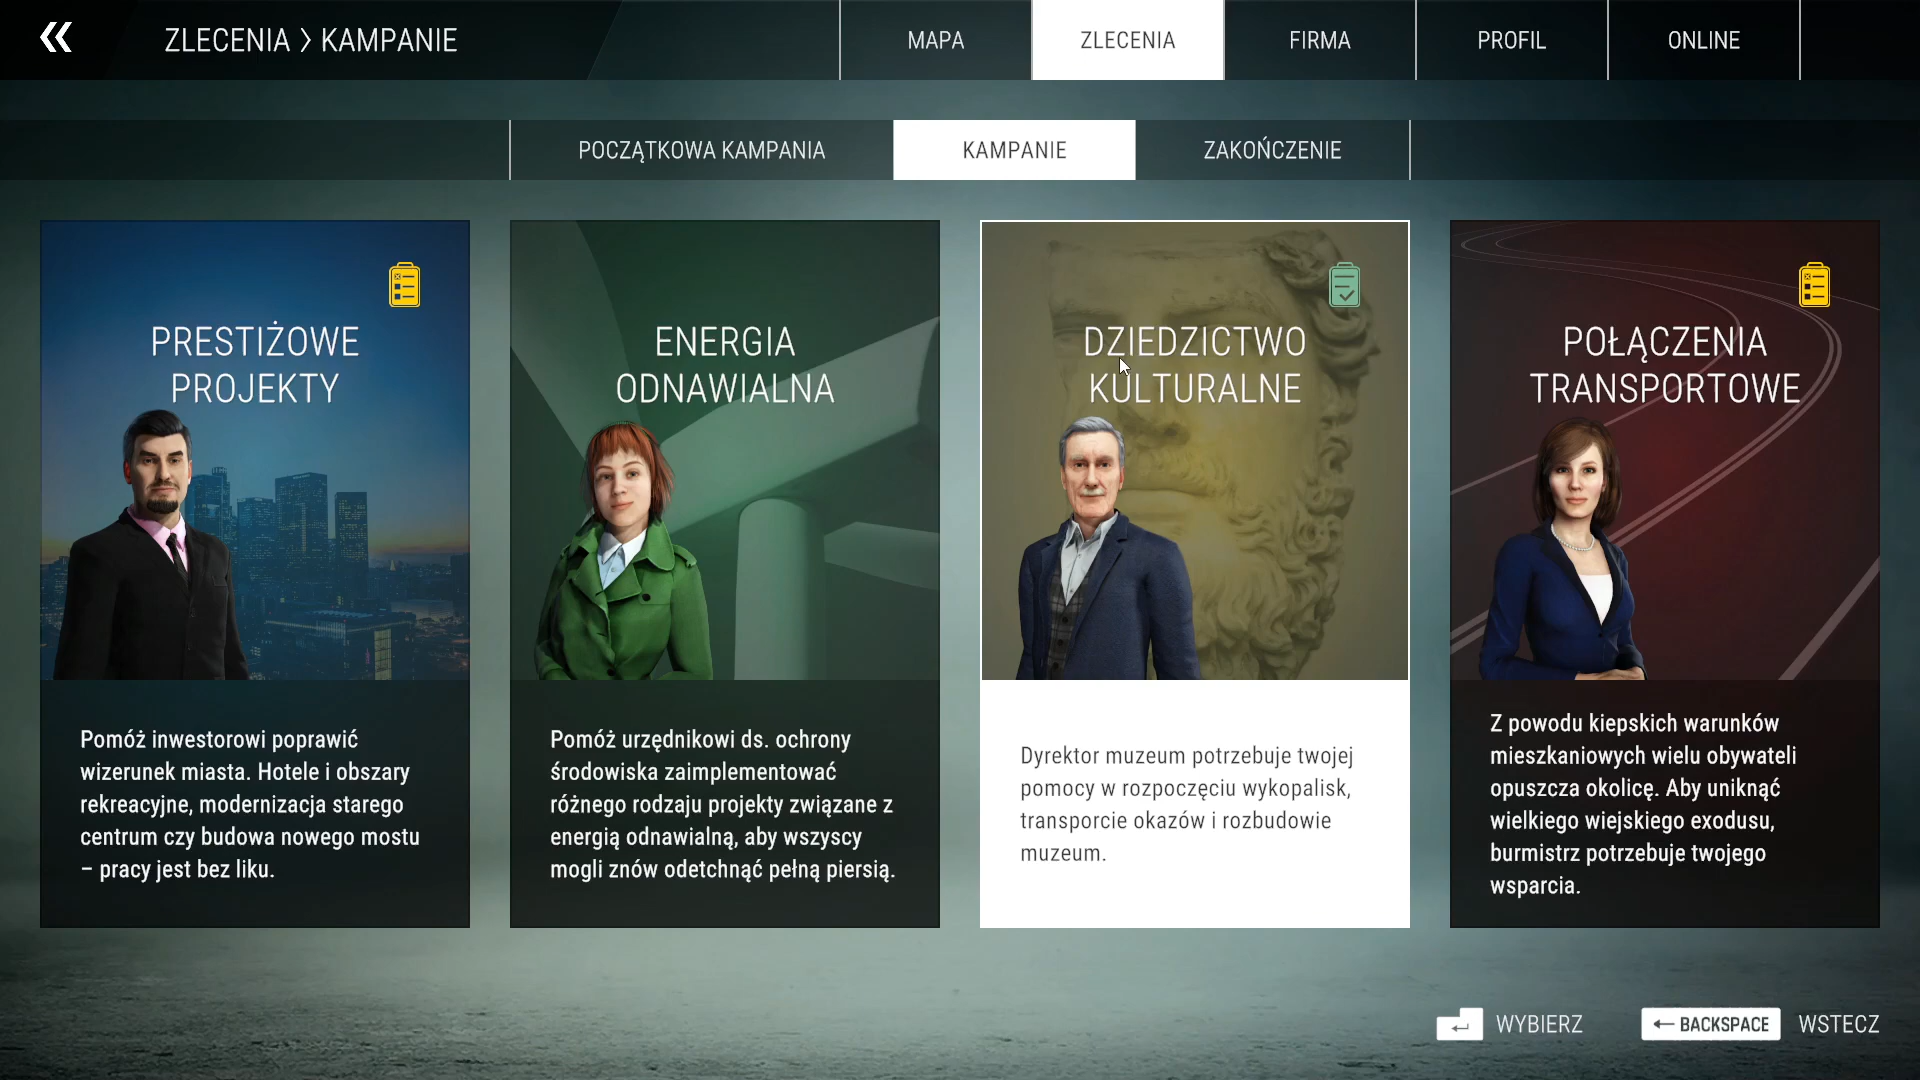 ZLECENIA > KAMPANIE
MAPA
ZLECENIA
FIRMA
PROFIL
ONLINE
POCZĄTKOWA KAMPANIA
KAMPANIE
ZAKOŃCZENIE
PRESTIŻOWE
PROJEKTY
Pomóż inwestorowi poprawić
wizerunek miasta. Hotele i obszary
rekreacyjne, modernizacja starego
centrum czy budowa nowego mostu
– pracy jest bez liku.
ENERGIA
ODNAWIALNA
Pomóż urzędnikowi ds. ochrony
środowiska zaimplementować
różnego rodzaju projekty związane z
energią odnawialną, aby wszyscy
mogli znów odetchnąć pełną piersią.
DZIEDZICTWO
KULTURALNE
Dyrektor muzeum potrzebuje twojej
pomocy w rozpoczęciu wykopalisk,
transporcie okazów i rozbudowie
muzeum.
POŁĄCZENIA
TRANSPORTOWE
Z powodu kiepskich warunków
mieszkaniowych wielu obywateli
opuszcza okolicę. Aby uniknąć
wielkiego wiejskiego exodusu,
burmistrz potrzebuje twojego
wsparcia.
WYBIERZ
← BACKSPACE
WSTECZ